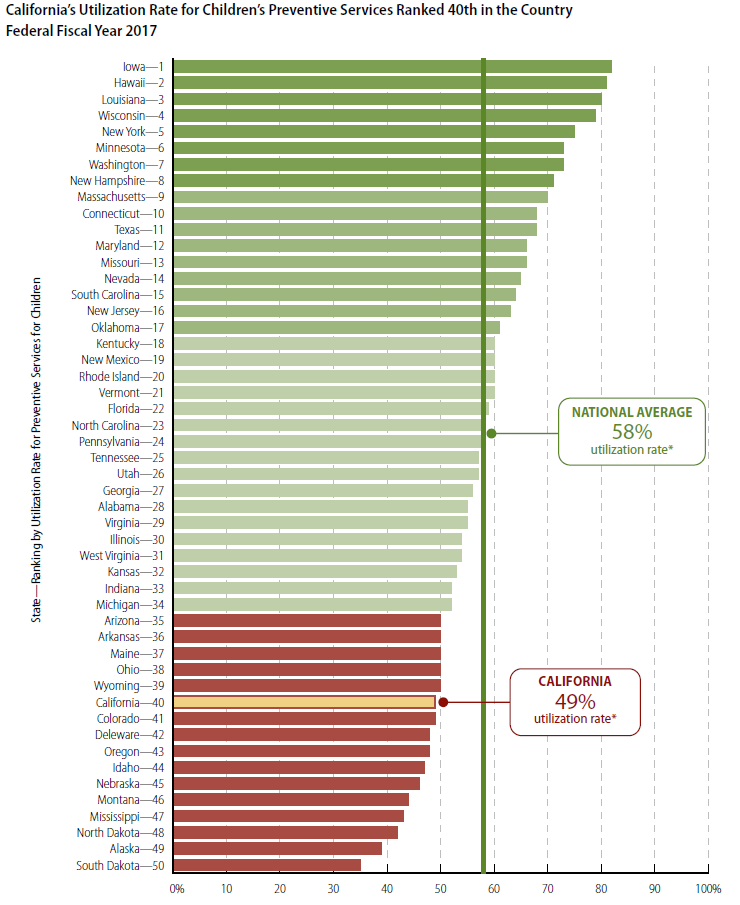 California's Utilization Rate for Children's Preventive Services Ranked 40th in the Country
Federal Fiscal Year 2017
State—Ranking by Utilization Rate for Preventive Services for Children
Iowa—1
Hawaii—2
Louisiana—3
Wisconsin—4
New York—5
Minnesota—6
Washington—7
New Hampshire—8
Massachusetts—9
Connecticut—10
Texas—11
Maryland—12
Missouri—13
Nevada—14
South Carolina—15
New Jersey—16
Oklahoma—17
Kentucky—18
New Mexico—19
Rhode Island—20
Vermont—21
Florida—22
North Carolina—23
Pennsylvania—24
Tennessee—25
Utah—26
Georgia—27
Alabama—28
Virginia—29
Illinois—30
West Virginia—31
Kansas—32
Indiana—33
Michigan—34
Arizona—35
Arkansas—36
Maine—37
Ohio—38
Wyoming—39
California—40
Colorado—41
Deleware—42
Oregon—43
Idaho—44
Nebraska—45
Montana—46
Mississippi—47
North Dakota—48
Alaska—49
South Dakota—50
NATIONAL AVERAGE
58%
utilization rate*
CALIFORNIA
49%
utilization rate*
0% 10 20 30 40 50 60 70 80 90 100%